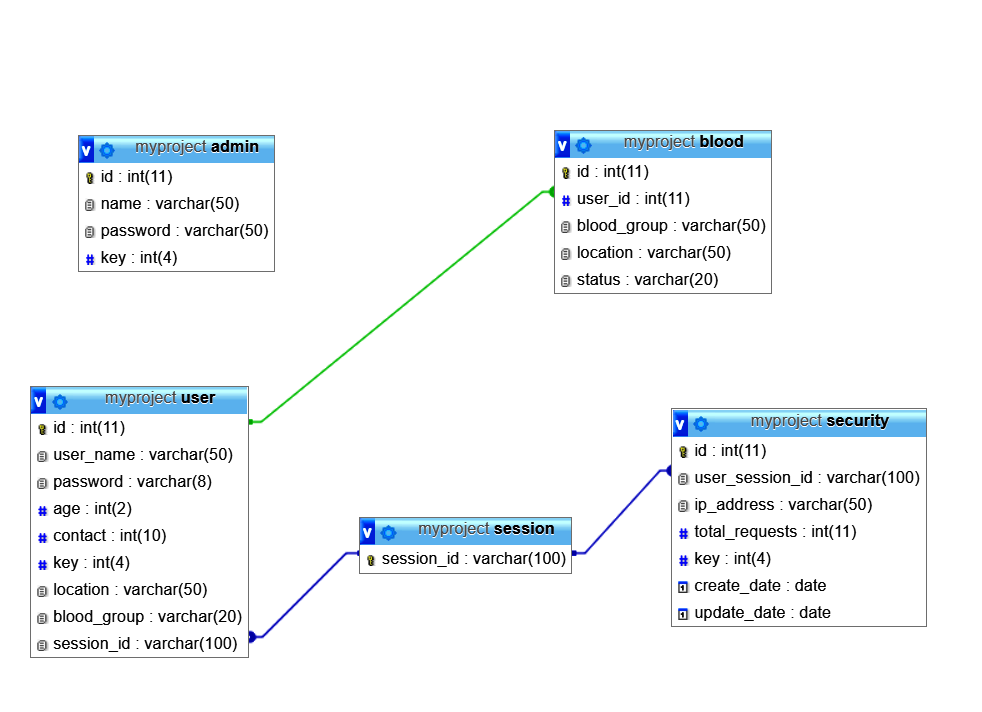 v myproject admin
id : int(11)
name : varchar(50)
password : varchar(50)
# key : int(4)
v myproject blood
id : int(11)
# user_id : int(11)
blood_group : varchar(50)
location : varchar(50)
status : varchar(20)
v myproject user
id : int(11)
user_name : varchar(50)
password : varchar(8)
# age : int(2)
# contact : int(10)
# key : int(4)
location : varchar(50)
blood_group : varchar(20)
session_id : varchar(100)
v myproject session
session_id : varchar(100)
v myproject security
id : int(11)
user_session_id : varchar(100)
ip_address : varchar(50)
# total_requests : int(11)
# key : int(4)
create_date : date
update_date : date